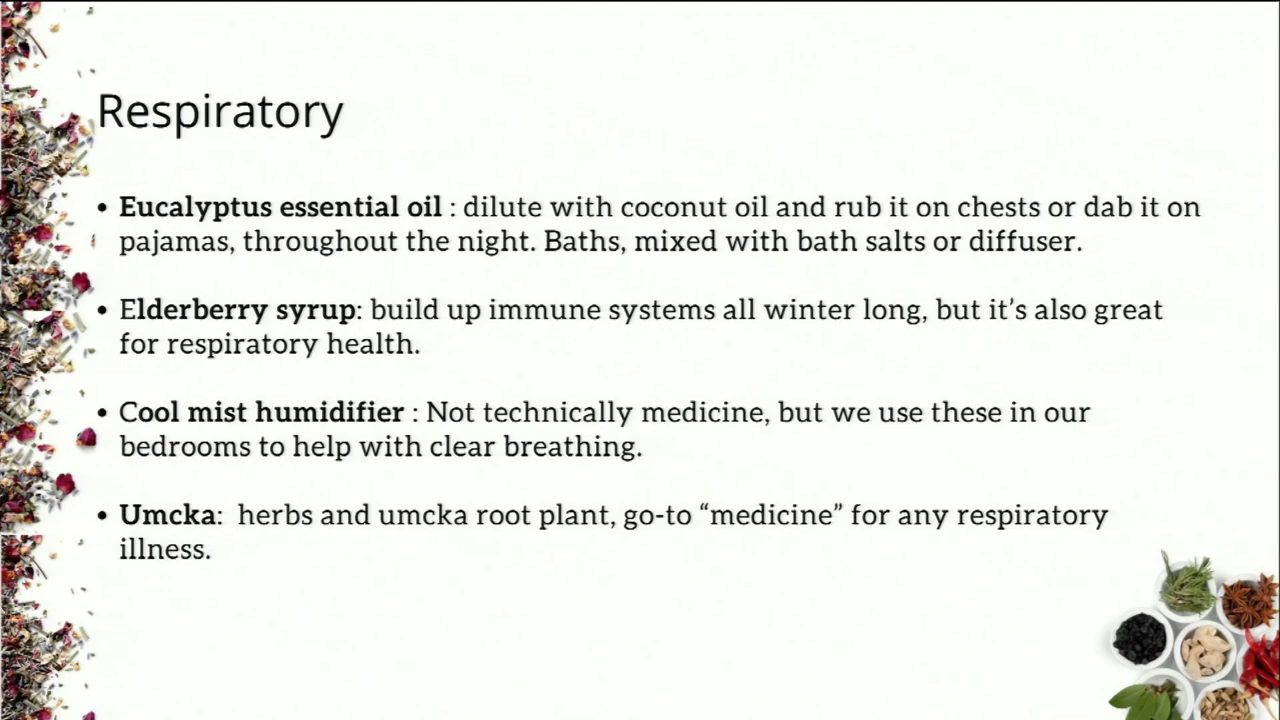 Respiratory
• Eucalyptus essential oil : dilute with coconut oil and rub it on chests or dab it on
pajamas, throughout the night. Baths, mixed with bath salts or diffuser.
• Elderberry syrup: build up immune systems all winter long, but it’s also great
for respiratory health.
• Cool mist humidifier : Not technically medicine, but we use these in our
bedrooms to help with clear breathing.
• Umcka:  herbs and umcka root plant, go-to “medicine” for any respiratory
illness.